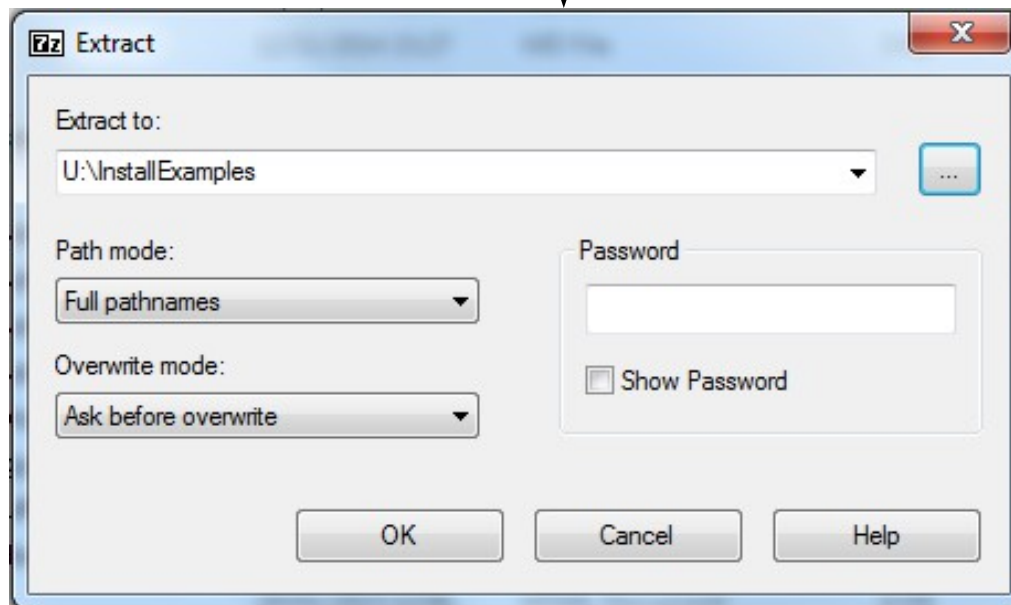 7z Extract
Extract to:
U:\InstallExamples
...
Path mode:
Full pathnames
Password
Overwrite mode:
Ask before overwrite
Show Password
OK
Cancel
Help